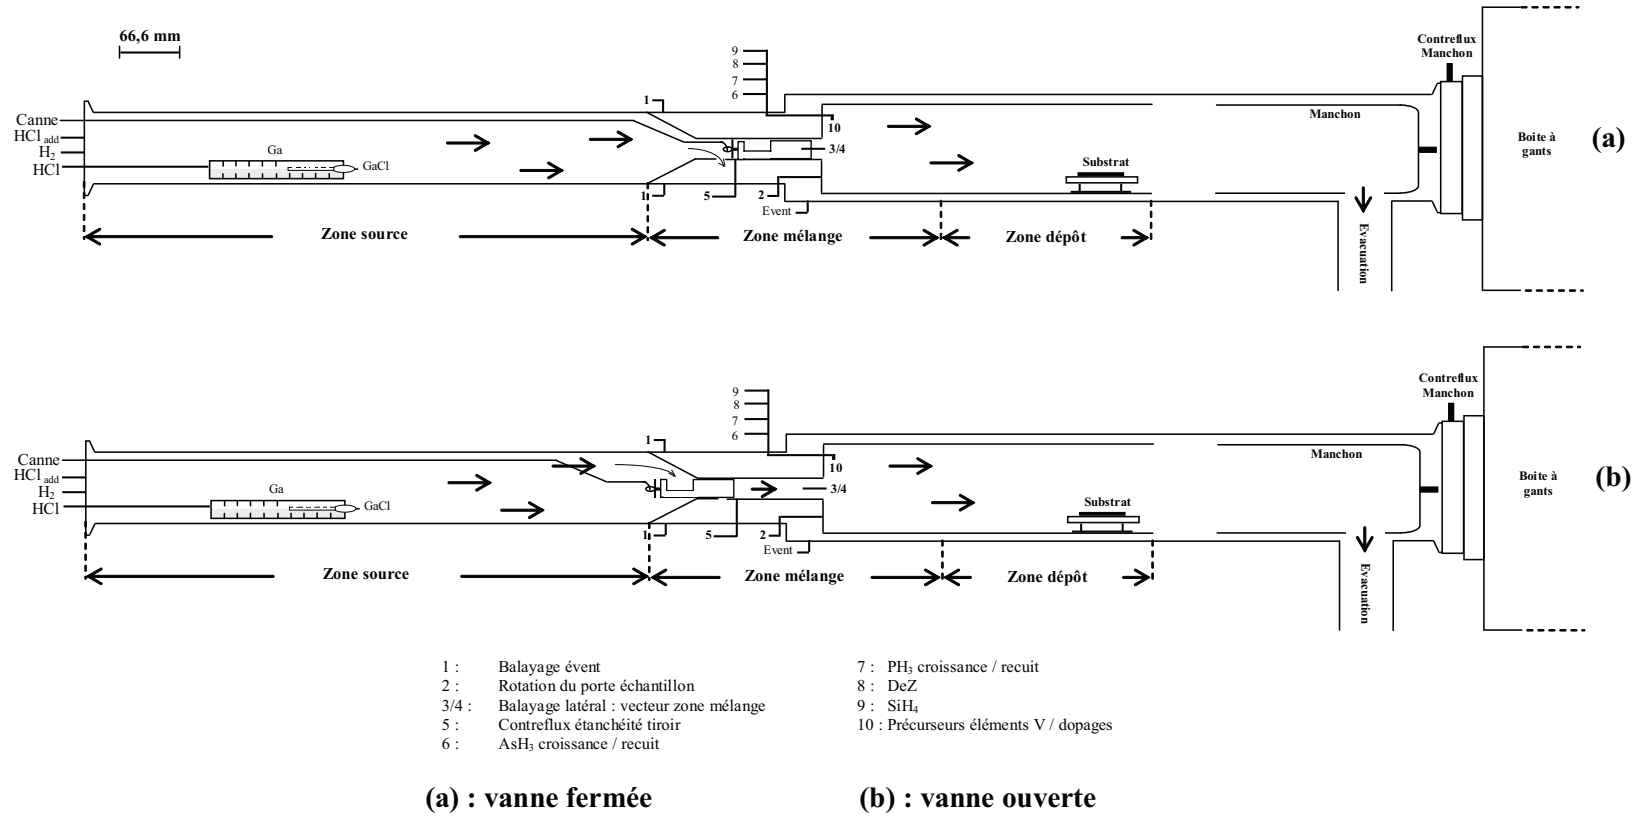 66,6 mm
9
8
7
6
10
Contreflux
Manchon
Canne
HCl add
H2
HCl
Ga
GaCl
1
3/4
Manchon
Boite à
gants
(a)
Substrat
1
5
2
Event
Zone source
Zone mélange
Zone dépôt
Evacuation
9
8
7
6
10
Contreflux
Manchon
Canne
HCl add
H2
HCl
Ga
GaCl
1
3/4
Manchon
Boite à
gants
(b)
Substrat
1
5
2
Event
Zone source
Zone mélange
Zone dépôt
Evacuation
1 : Balayage évent
2 : Rotation du porte échantillon
3/4 : Balayage latéral : vecteur zone mélange
5 : Contreflux étanchéité tiroir
6 : AsH3 croissance / recuit
7 : PH3 croissance / recuit
8 : DeZ
9 : SiH4
10 : Précurseurs éléments V / dopages
(a) : vanne fermée
(b) : vanne ouverte